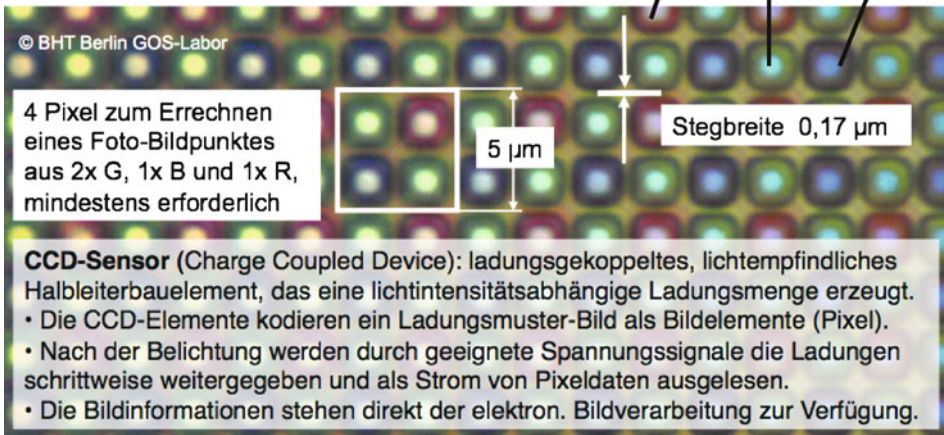 © BHT Berlin GOS-Labor
4 Pixel zum Errechnen
eines Foto-Bildpunktes
aus 2x G, 1x B und 1x R,
mindestens erforderlich
5 µm
Stegbreite 0,17 µm
CCD-Sensor (Charge Coupled Device): ladungsgekoppeltes, lichtempfindliches
Halbleiterbauelement, das eine lichtintensitätsabhängige Ladungsmenge erzeugt.
• Die CCD-Elemente kodieren ein Ladungsmuster-Bild als Bildelemente (Pixel).
• Nach der Belichtung werden durch geeignete Spannungssignale die Ladungen
schrittweise weitergegeben und als Strom von Pixeldaten ausgelesen.
• Die Bildinformationen stehen direkt der elektron. Bildverarbeitung zur Verfügung.